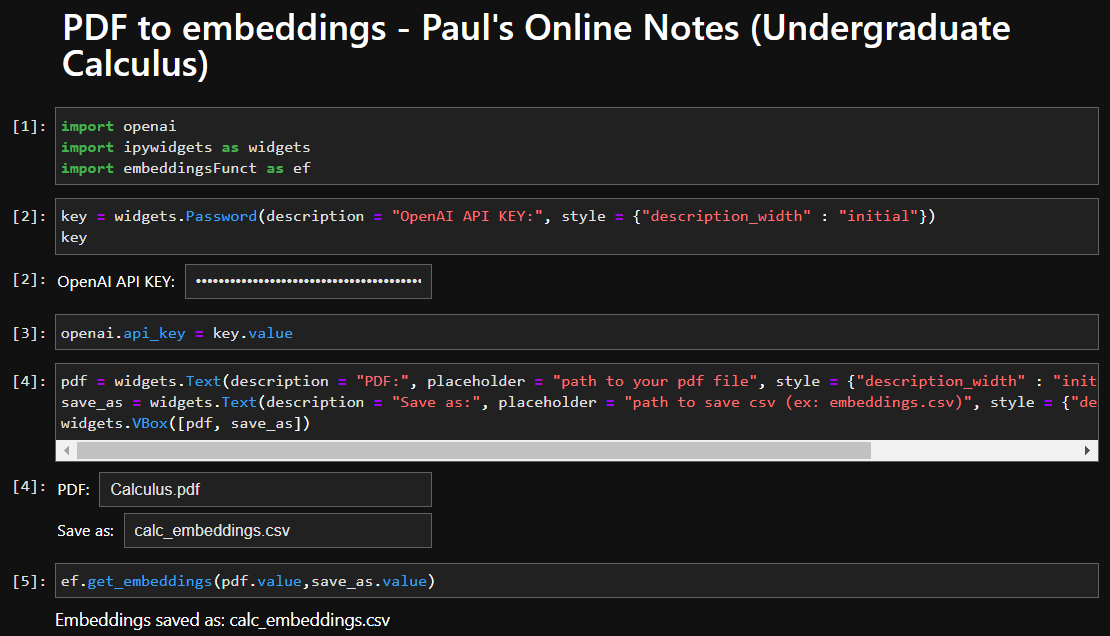 PDF to embeddings - Paul's Online Notes (Undergraduate
Calculus)
[1]: import openai
import ipywidgets as widgets
import embeddingsFunct as ef
[2]: key = widgets.Password(description = "OpenAI API KEY:", style = {"description_width" : "initial"})
key
[2]: OpenAI API KEY: ••••••••••••••••••••••••••••••••••••••••
[3]: openai.api_key = key.value
[4]: pdf = widgets.Text(description = "PDF:", placeholder = "path to your pdf file", style = {"description_width" : "init
save_as = widgets.Text(description = "Save as:", placeholder = "path to save csv (ex: embeddings.csv)", style = {"de
widgets.VBox([pdf, save_as])
[4]: PDF: Calculus.pdf
Save as: calc_embeddings.csv
[5]: ef.get_embeddings(pdf.value,save_as.value)
Embeddings saved as: calc_embeddings.csv